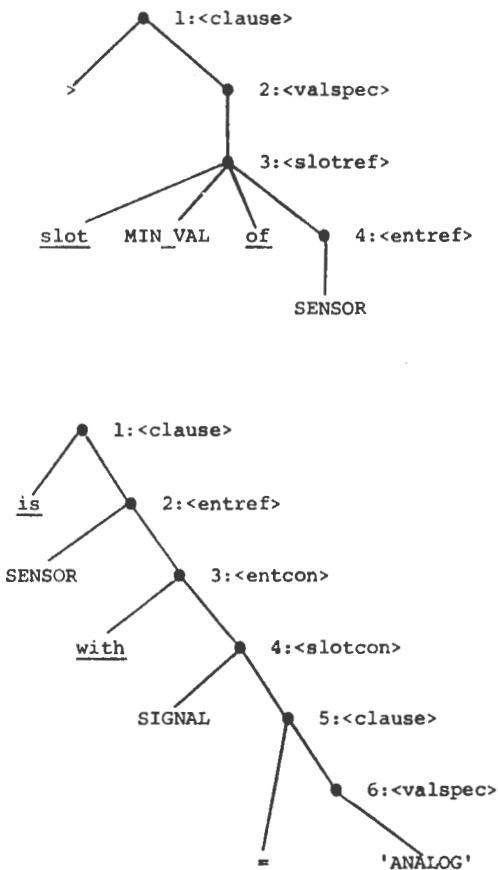 1:<clause>
>
2:<valspec>
3:<slotref>
slot MIN_VAL of 4:<entref>
SENSOR
1:<clause>
is
2:<entref>
SENSOR
3:<entcon>
with
4:<slotcon>
SIGNAL
5:<clause>
6:<valspec>
= 'ANALOG'